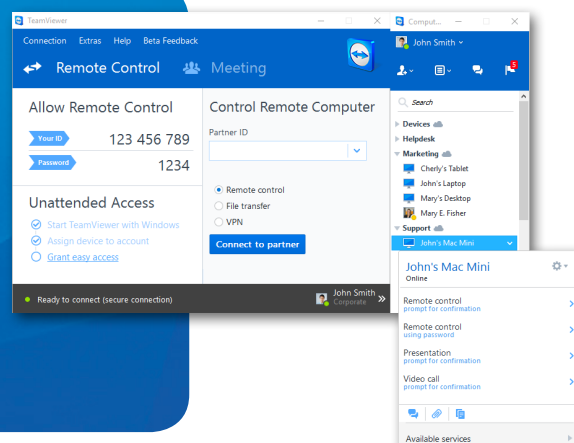 TeamViewer
Connection Extras Help Beta Feedback
Remote Control Meeting
Allow Remote Control
Your ID 123 456 789
Password 1234
Unattended Access
Start TeamViewer with Windows
Assign device to account
Grant easy access
Control Remote Computer
Partner ID
Remote control
File transfer
VPN
Connect to partner
Ready to connect (secure connection)
John Smith
Corporate
Comput...
John Smith
5
Search
Devices
Helpdesk
Marketing
Cherly's Tablet
John's Laptop
Mary's Desktop
Mary E. Fisher
Support
John's Mac Mini
John's Mac Mini
Online
Remote control
prompt for confirmation
Remote control
using password
Presentation
prompt for confirmation
Video call
prompt for confirmation
Available services